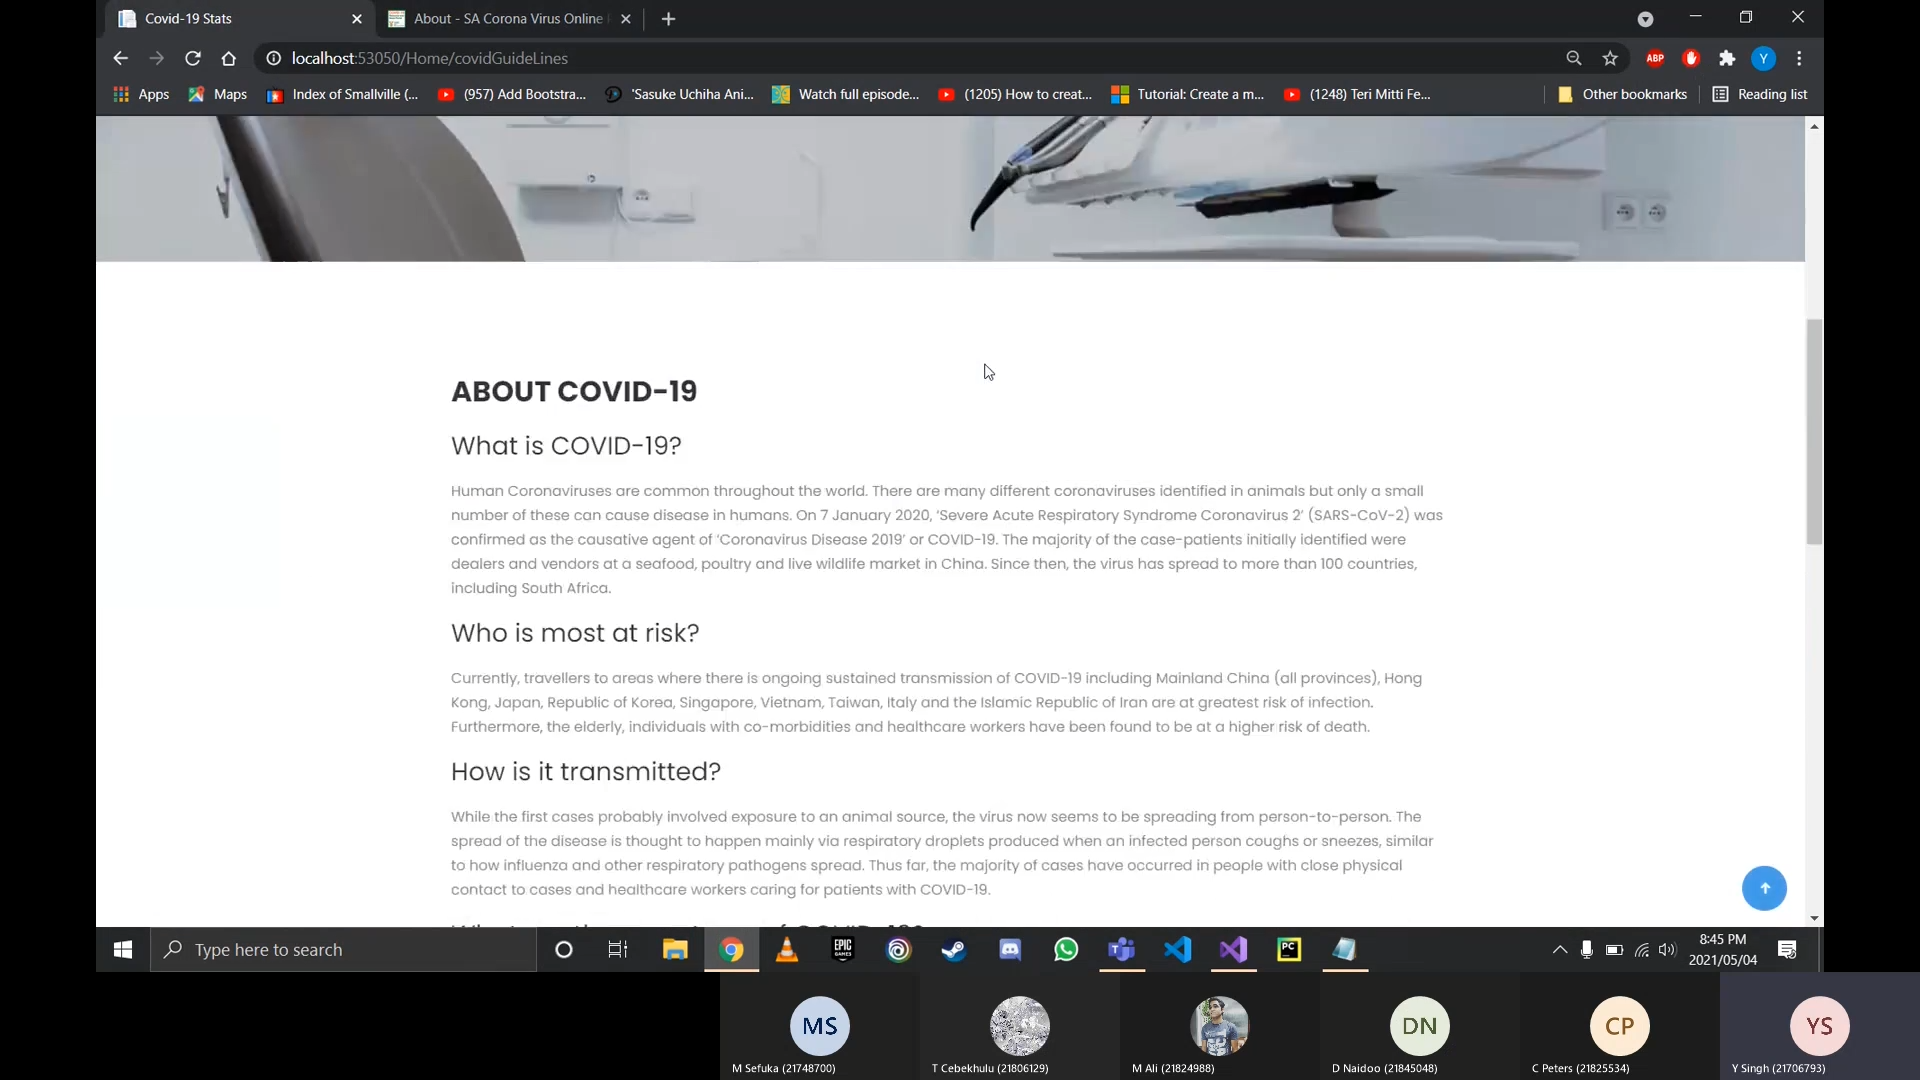 Covid-19 Stats
About - SA Corona Virus Online
localhost:53050/Home/covidGuideLines
ABP
Y
Apps
Maps
Index of Smallville (...
(957) Add Bootstra...
'Sasuke Uchiha Ani...
Watch full episode...
(1205) How to creat...
Tutorial: Create a m...
(1248) Teri Mitti Fe...
Other bookmarks
Reading list
ABOUT COVID-19
What is COVID-19?
Human Coronaviruses are common throughout the world. There are many different coronaviruses identified in animals but only a small
number of these can cause disease in humans. On 7 January 2020, ‘Severe Acute Respiratory Syndrome Coronavirus 2’ (SARS-CoV-2) was
confirmed as the causative agent of ‘Coronavirus Disease 2019’ or COVID-19. The majority of the case-patients initially identified were
dealers and vendors at a seafood, poultry and live wildlife market in China. Since then, the virus has spread to more than 100 countries,
including South Africa.
Who is most at risk?
Currently, travellers to areas where there is ongoing sustained transmission of COVID-19 including Mainland China (all provinces), Hong
Kong, Japan, Republic of Korea, Singapore, Vietnam, Taiwan, Italy and the Islamic Republic of Iran are at greatest risk of infection.
Furthermore, the elderly, individuals with co-morbidities and healthcare workers have been found to be at a higher risk of death.
How is it transmitted?
While the first cases probably involved exposure to an animal source, the virus now seems to be spreading from person-to-person. The
spread of the disease is thought to happen mainly via respiratory droplets produced when an infected person coughs or sneezes, similar
to how influenza and other respiratory pathogens spread. Thus far, the majority of cases have occurred in people with close physical
contact to cases and healthcare workers caring for patients with COVID-19.
Type here to search
EPIC
GAMES
PC
8:45 PM
2021/05/04
MS
DN
CP
YS
M Sefuka (21748700)
T Cebekhulu (21806129)
M Ali (21824988)
D Naidoo (21845048)
C Peters (21825534)
Y Singh (21706793)